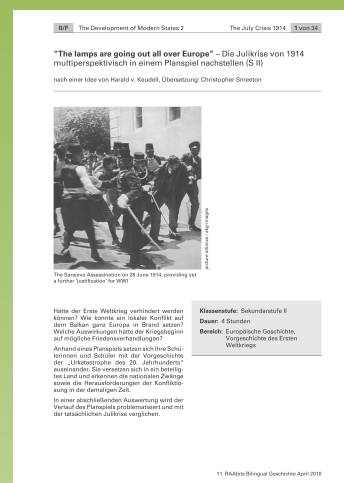 II/F The Development of Modern States 2 The July Crisis 1914 1 von 34
"The lamps are going out all over Europe" – Die Julikrise von 1914
multiperspektivisch in einem Planspiel nachstellen (S II)
nach einer Idee von Harald v. Keudell, Übersetzung: Christopher Smeeton
picture-alliance / akg-images
The Sarajevo Assassination on 28 June 1914, providing yet
a further 'justification' for WWI
Hätte der Erste Weltkrieg verhindert werden
können? Wie konnte ein lokaler Konflikt auf
dem Balkan ganz Europa in Brand setzen?
Welche Auswirkungen hatte der Kriegsbeginn
auf mögliche Friedensverhandlungen?
Anhand eines Planspiels setzen sich Ihre Schü-
lerinnen und Schüler mit der Vorgeschichte
der „Urkatastrophe des 20. Jahrhunderts"
auseinander. Sie versetzen sich in ein beteilig-
tes Land und erkennen die nationalen Zwänge
sowie die Herausforderungen der Konfliktlö-
sung in der damaligen Zeit.
In einer abschließenden Auswertung wird der
Verlauf des Planspiels problematisiert und mit
der tatsächlichen Julikrise verglichen.
Klassenstufe: Sekundarstufe II
Dauer: 4 Stunden
Bereich: Europäische Geschichte,
Vorgeschichte des Ersten
Weltkriegs
11 RAAbits Bilingual Geschichte April 2010